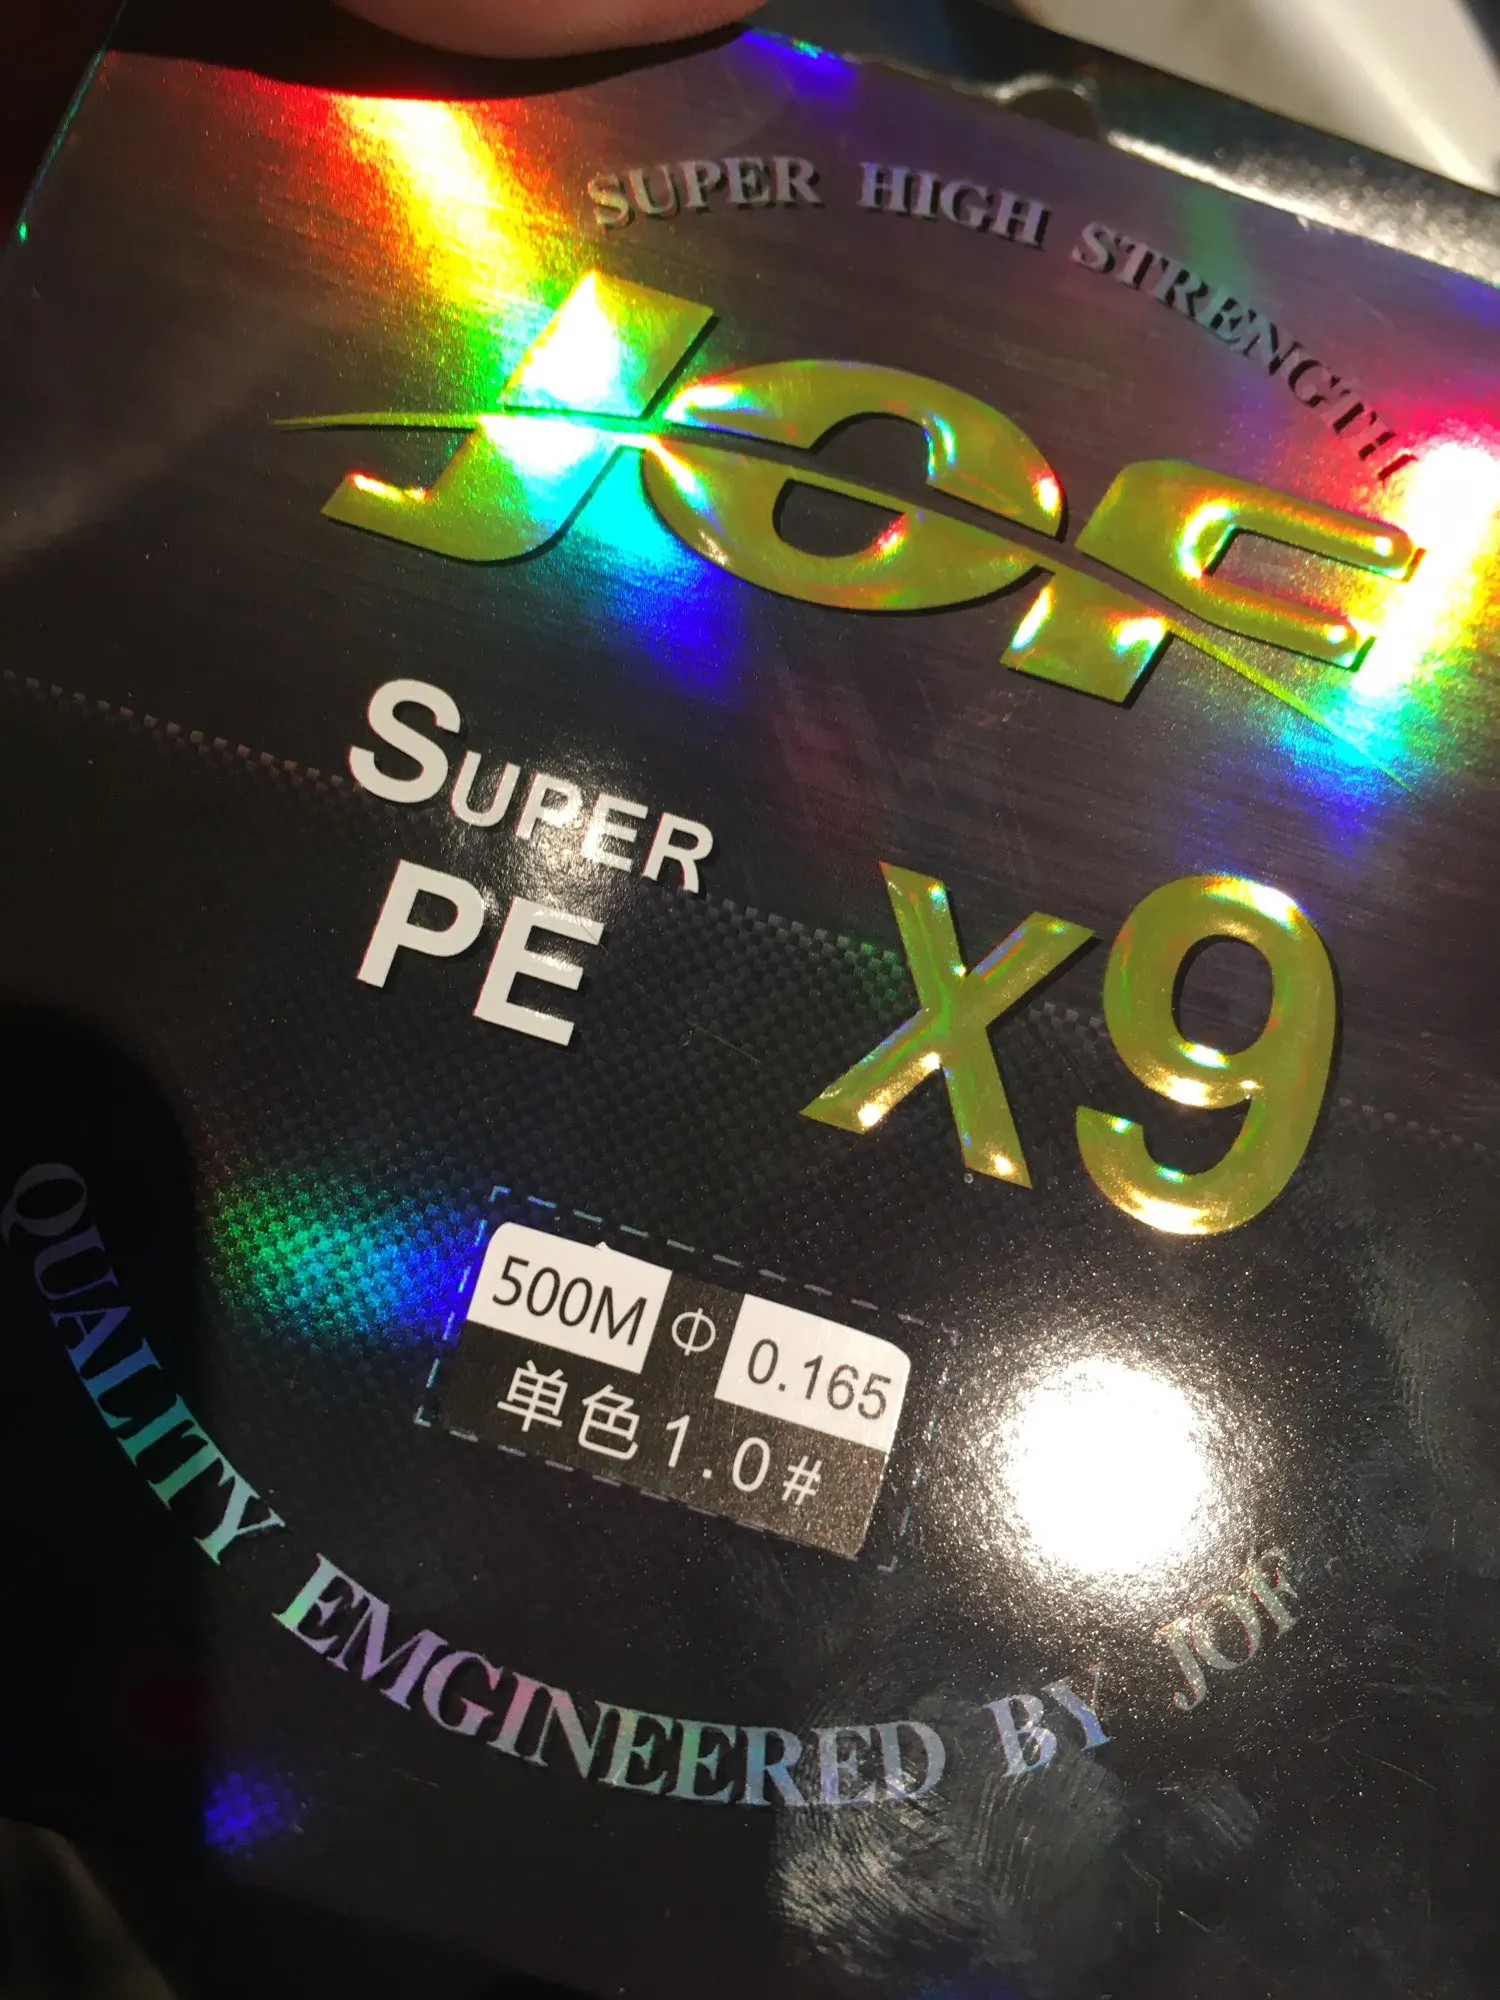 SUPER HIGH STRENGTH
JOF
SUPER
PE
X9
500M Φ 0.165
单色1.0#
QUALITY EMGINEERED BY JOF